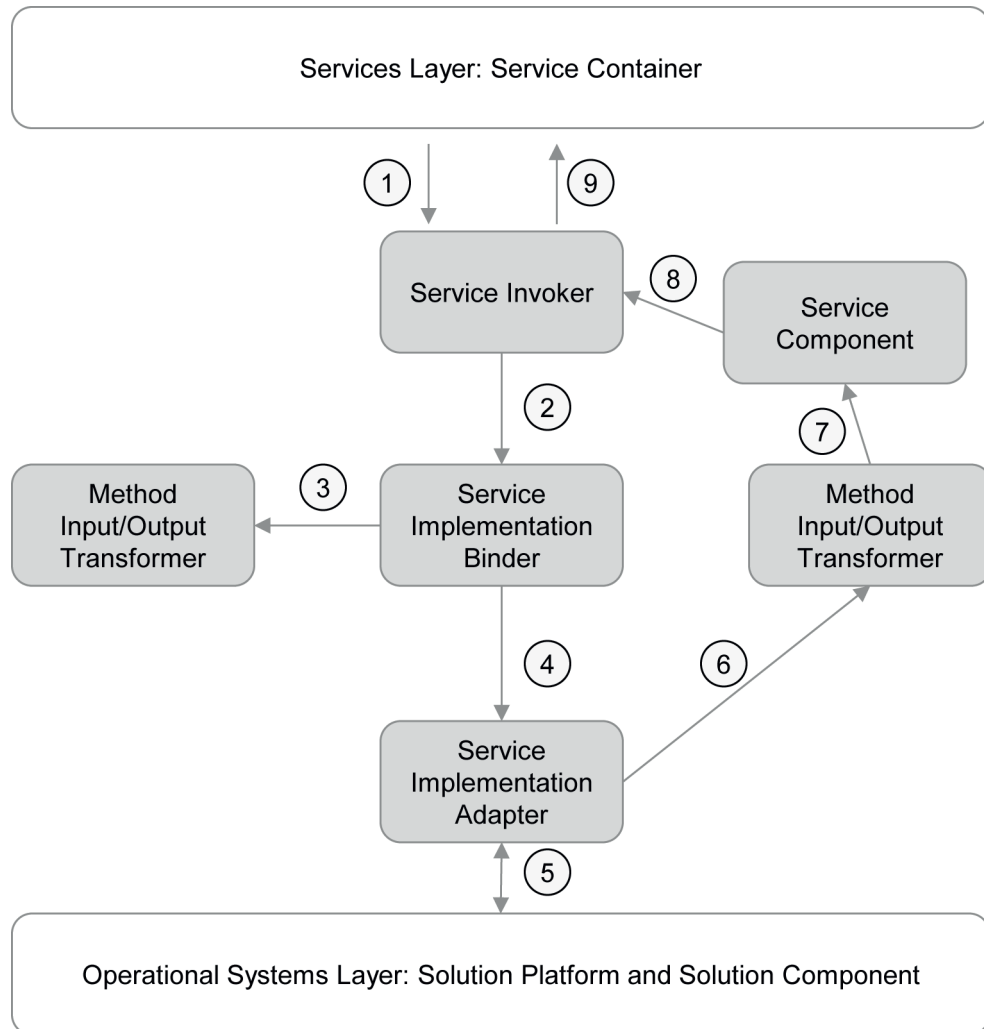 Services Layer: Service Container
1
9
Service Invoker
8
Service
Component
2
7
Method
Input/Output
Transformer
3
Service
Implementation
Binder
Method
Input/Output
Transformer
4
6
Service
Implementation
Adapter
5
Operational Systems Layer: Solution Platform and Solution Component